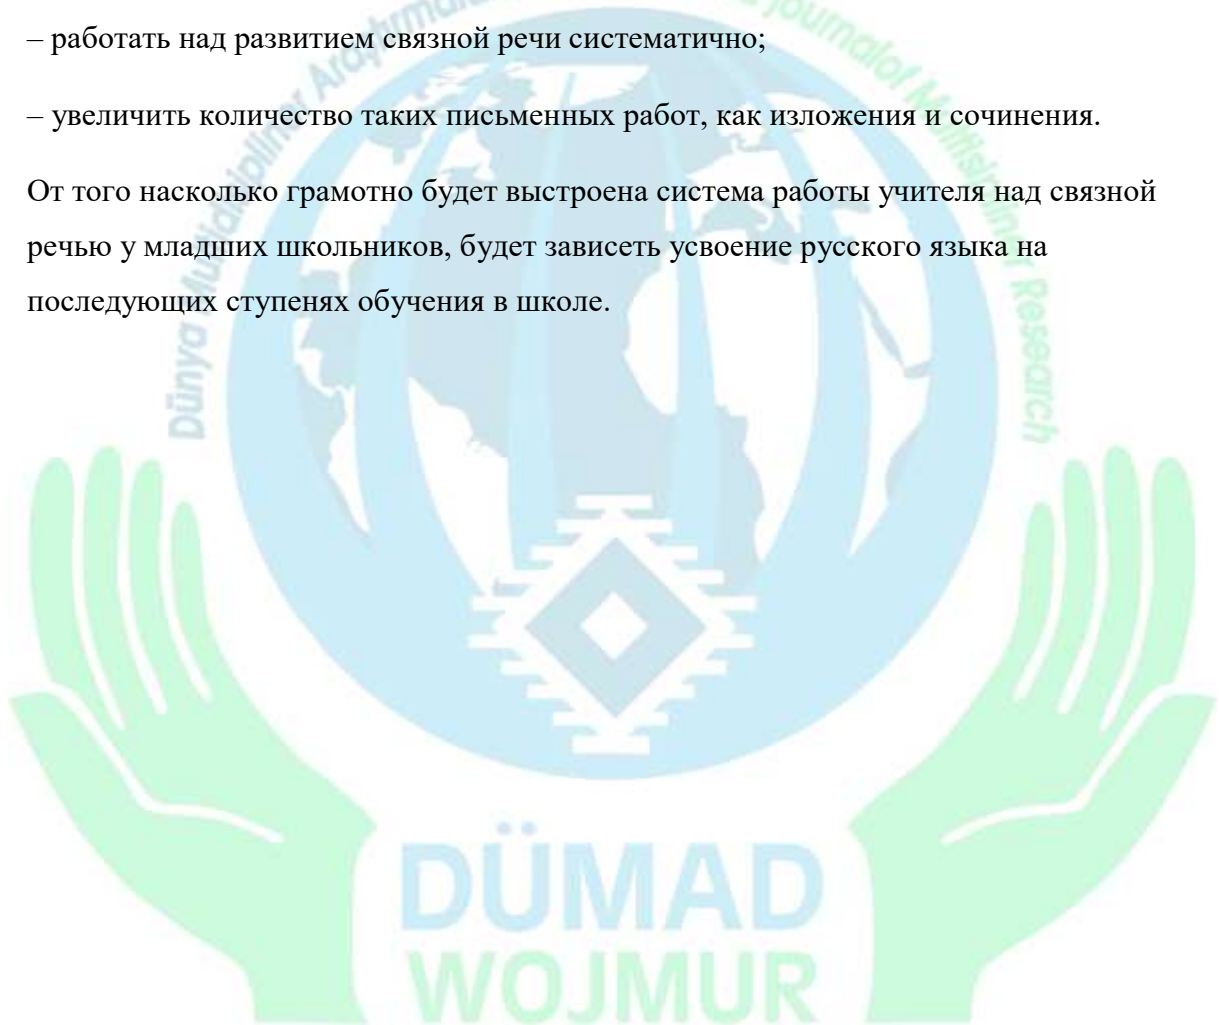 – работать над развитием связной речи систематично;
– увеличить количество таких письменных работ, как изложения и сочинения.
От того насколько грамотно будет выстроена система работы учителя над связной
речью у младших школьников, будет зависеть усвоение русского языка на
последующих ступенях обучения в школе.
Dünya
Research
DÜMAD
WOJMUR